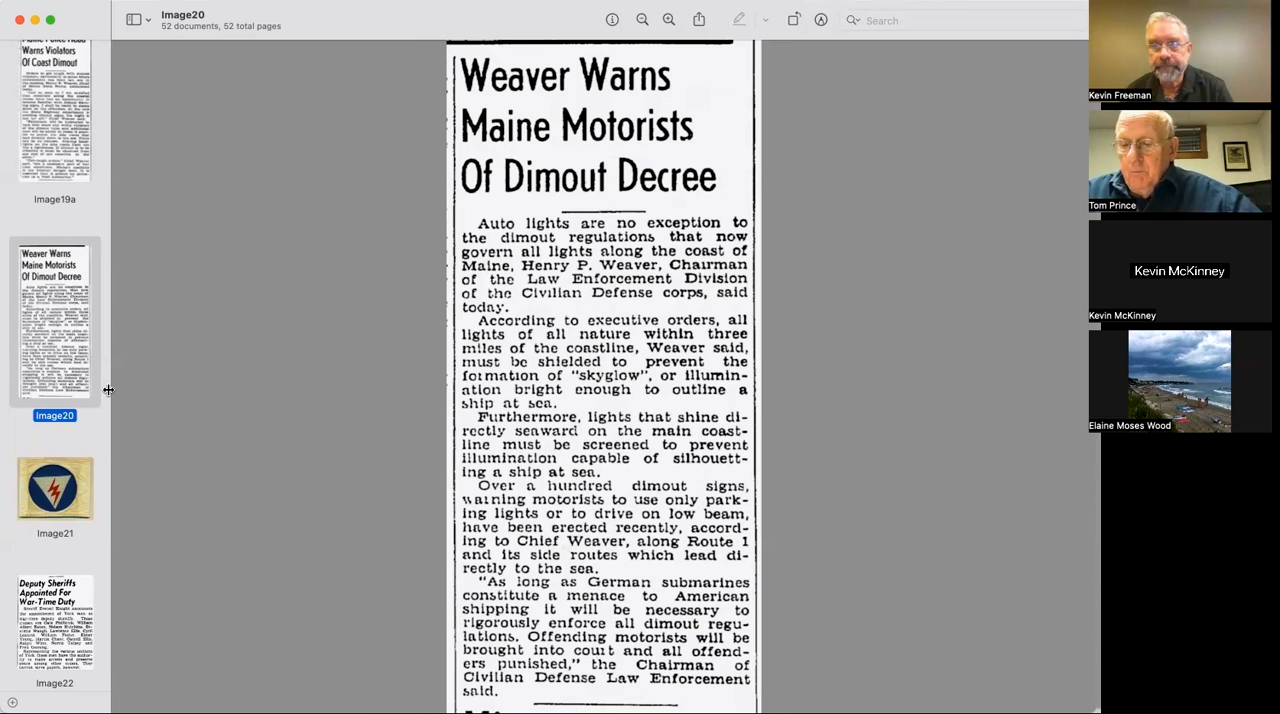 Image20
52 documents, 52 total pages
Search
Warns Violators
Of Coast Dimout
Image19a
Weaver Warns
Maine Motorists
Of Dimout Decree
Image20
Image21
Deputy Sheriffs
Appointed For
War-Time Duty
Image22
Weaver Warns
Maine Motorists
Of Dimout Decree
Auto lights are no exception to
the dimout regulations that now
govern all lights along the coast of
Maine, Henry P. Weaver, Chairman
of the Law Enforcement Division
of the Civilian Defense corps, said
today.
According to executive orders, all
lights of all nature within three
miles of the coastline, Weaver said,
must be shielded to prevent the
formation of "skyglow", or illumin-
ation bright enough to outline a
ship at sea.
Furthermore, lights that shine di-
rectly seaward on the main coast-
line must be screened to prevent
illumination capable of silhouett-
ing a ship at sea.
Over a hundred dimout signs,
warning motorists to use only park-
ing lights or to drive on low beam,
have been erected recently, accord-
ing to Chief Weaver, along Route 1
and its side routes which lead di-
rectly to the sea.
"As long as German submarines
constitute a menace to American
shipping it will be necessary to
rigorously enforce all dimout regu-
lations. Offending motorists will be
brought into court and all offend-
ers punished," the Chairman of
Civilian Defense Law Enforcement
said.
Kevin Freeman
Tom Prince
Kevin McKinney
Kevin McKinney
Elaine Moses Wood